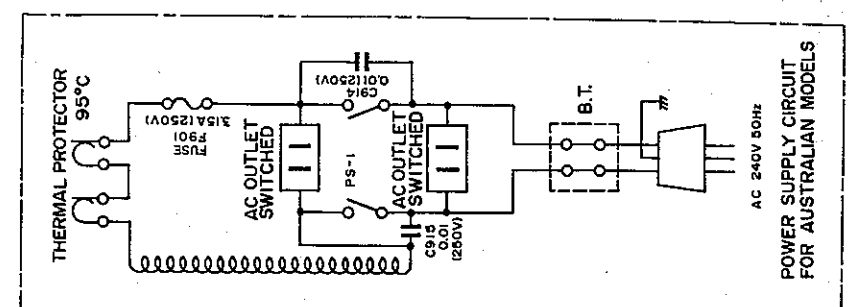 THERMAL PROTECTOR
95°C
FUSE
F901
3.15A(250V)
C914
0.01(250V)
AC OUTLET
SWITCHED
PS-1
AC OUTLET
SWITCHED
C915
0.01
(250V)
B.T.
AC 240V 50Hz
POWER SUPPLY CIRCUIT
FOR AUSTRALIAN MODELS